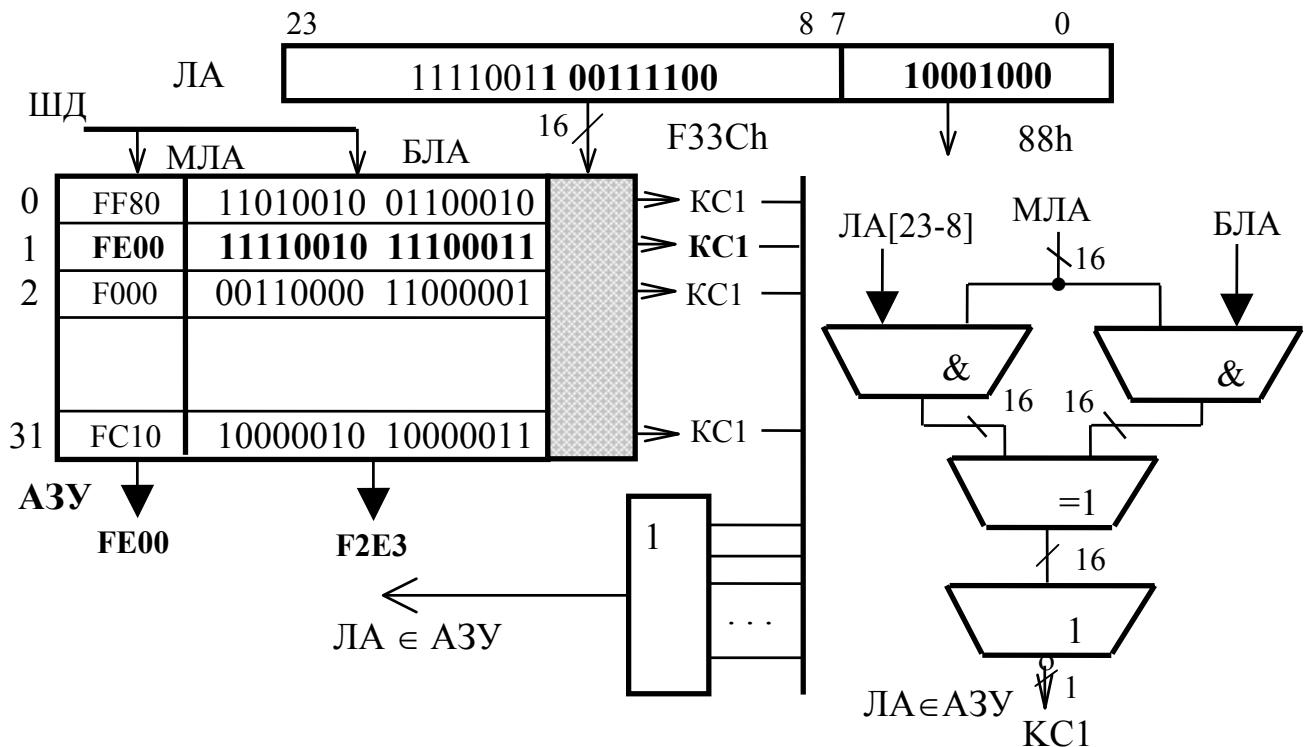 23 8 7 0
ЛА 11110011 00111100 10001000
ШД 16 F33Ch 88h
МЛА БЛА
0 FF80 11010010 01100010 КС1
1 FE00 11110010 11100011 КС1
2 F000 00110000 11000001 КС1
31 FC10 10000010 10000011 КС1
АЗУ
FE00 F2E3
1
. . .
ЛА ∈ АЗУ
ЛА[23-8] МЛА БЛА
16
& &
16 16
=1
16
1
ЛА∈АЗУ 1
КС1